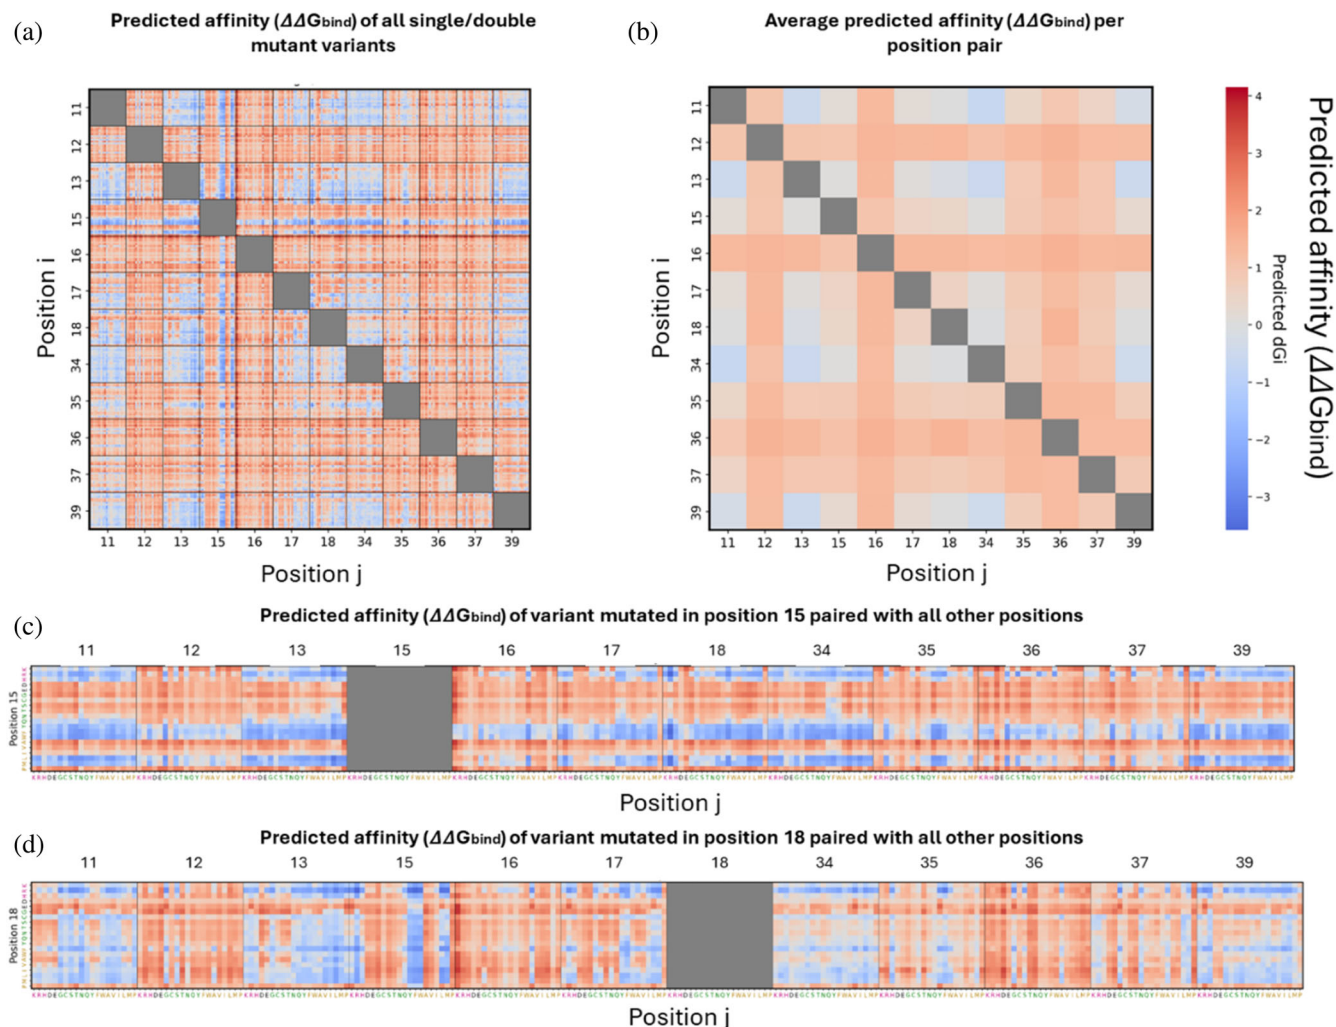 (a)
Predicted affinity (ΔΔGbind) of all single/double
mutant variants
11
12
13
15
16
17
18
34
35
36
37
39
Position i
11 12 13 15 16 17 18 34 35 36 37 39
Position j
(b)
Average predicted affinity (ΔΔGbind) per
position pair
11
12
13
15
16
17
18
34
35
36
37
39
Position i
11 12 13 15 16 17 18 34 35 36 37 39
Position j
4
3
2
1
0
−1
−2
−3
Predicted dGi
Predicted affinity (ΔΔGbind)
(c)
Predicted affinity (ΔΔGbind) of variant mutated in position 15 paired with all other positions
11 12 13 15 16 17 18 34 35 36 37 39
Position 15
KRHDEGCSTNQYFWAVILMPKRHDEGCSTNQYFWAVILMPKRHDEGCSTNQYFWAVILMPKRHDEGCSTNQYFWAVILMPKRHDEGCSTNQYFWAVILMPKRHDEGCSTNQYFWAVILMPKRHDEGCSTNQYFWAVILMPKRHDEGCSTNQYFWAVILMPKRHDEGCSTNQYFWAVILMPKRHDEGCSTNQYFWAVILMPKRHDEGCSTNQYFWAVILMPKRHDEGCSTNQYFWAVILMP
Position j
(d)
Predicted affinity (ΔΔGbind) of variant mutated in position 18 paired with all other positions
11 12 13 15 16 17 18 34 35 36 37 39
Position 18
KRHDEGCSTNQYFWAVILMPKRHDEGCSTNQYFWAVILMPKRHDEGCSTNQYFWAVILMPKRHDEGCSTNQYFWAVILMPKRHDEGCSTNQYFWAVILMPKRHDEGCSTNQYFWAVILMPKRHDEGCSTNQYFWAVILMPKRHDEGCSTNQYFWAVILMPKRHDEGCSTNQYFWAVILMPKRHDEGCSTNQYFWAVILMPKRHDEGCSTNQYFWAVILMPKRHDEGCSTNQYFWAVILMP
Position j